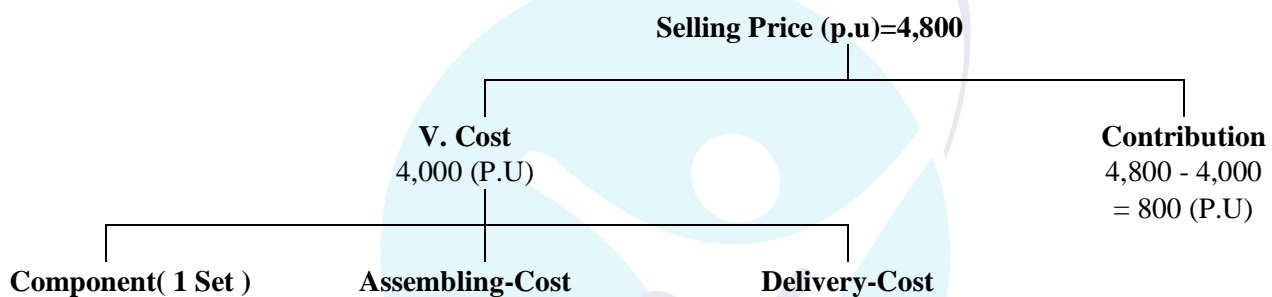 Selling Price (p.u)=4,800
V. Cost
4,000 (P.U)
Contribution
4,800 - 4,000
= 800 (P.U)
Component( 1 Set )
Assembling-Cost
Delivery-Cost